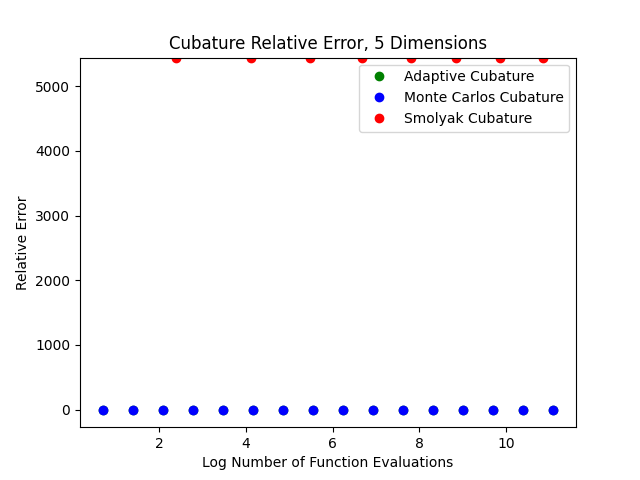 Cubature Relative Error, 5 Dimensions
Adaptive Cubature
Monte Carlos Cubature
Smolyak Cubature
Relative Error
5000
4000
3000
2000
1000
0
2
4
6
8
10
Log Number of Function Evaluations